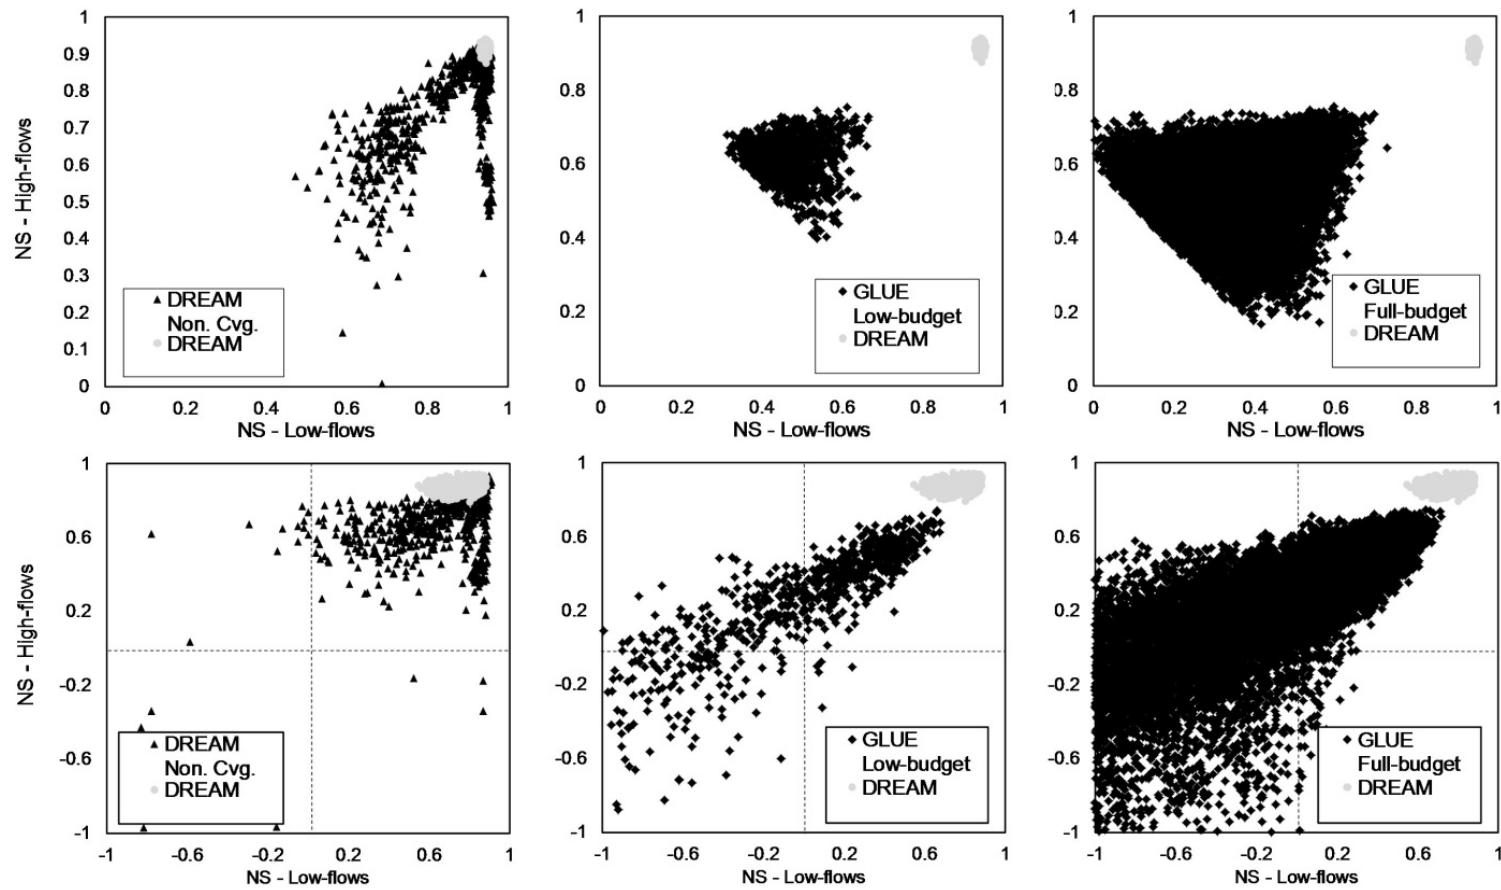 NS - High-flows
1
0.9
0.8
0.7
0.6
0.5
0.4
0.3
0.2
0.1
0
DREAM
Non. Cvg.
DREAM
0 0.2 0.4 0.6 0.8 1
NS - Low-flows
1
0.8
0.6
0.4
0.2
0
GLUE
Low-budget
DREAM
0 0.2 0.4 0.6 0.8 1
NS - Low-flows
1
0.8
0.6
0.4
0.2
0
GLUE
Full-budget
DREAM
0 0.2 0.4 0.6 0.8 1
NS - Low-flows
NS - High-flows
1
0.6
0.2
-0.2
-0.6
-1
DREAM
Non. Cvg.
DREAM
-1 -0.6 0.2 0.6 1
NS - Low-flows
1
0.6
0.2
-0.2
-0.6
-1
GLUE
Low-budget
DREAM
-1 -0.6 -0.2 0.2 0.6 1
NS - Low-flows
1
0.6
0.2
-0.2
-0.6
-1
GLUE
Full-budget
DREAM
-1 -0.6 -0.2 0.2 0.6 1
NS - Low-flows